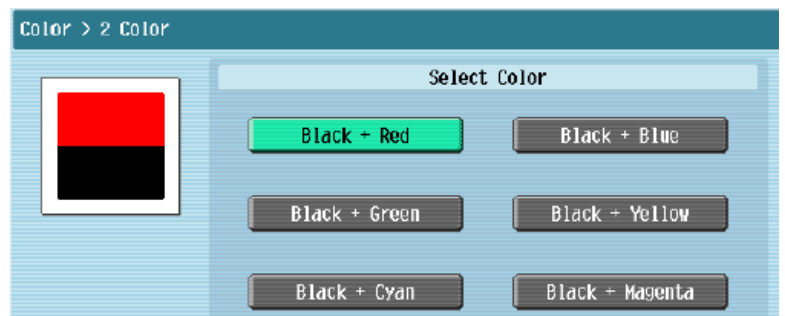 Color > 2 Color
Select Color
Black + Red
Black + Blue
Black + Green
Black + Yellow
Black + Cyan
Black + Magenta